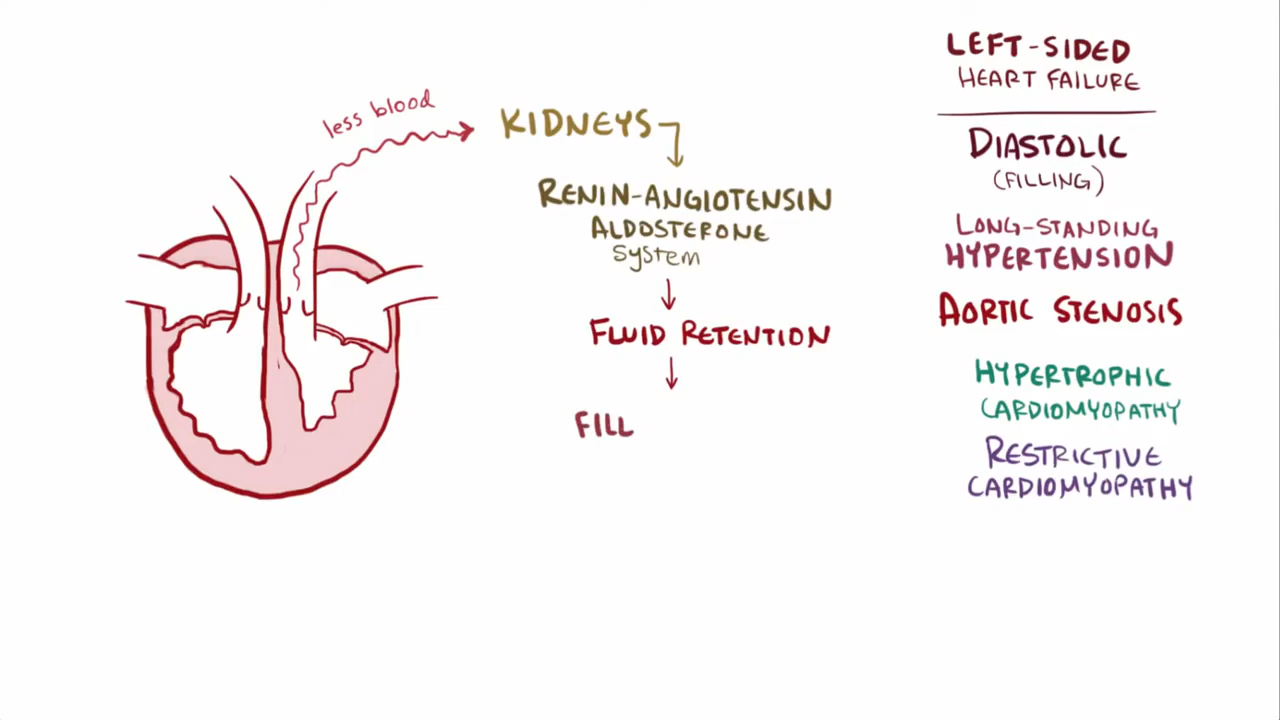 less blood
KIDNEYS
RENIN-ANGIOTENSIN
ALDOSTERONE
System
FLUID RETENTION
FILL
LEFT-SIDED
HEART FAILURE
DIASTOLIC
(FILLING)
LONG-STANDING
HYPERTENSION
AORTIC STENOSIS
HYPERTROPHIC
CARDIOMYOPATHY
RESTRICTIVE
CARDIOMYOPATHY